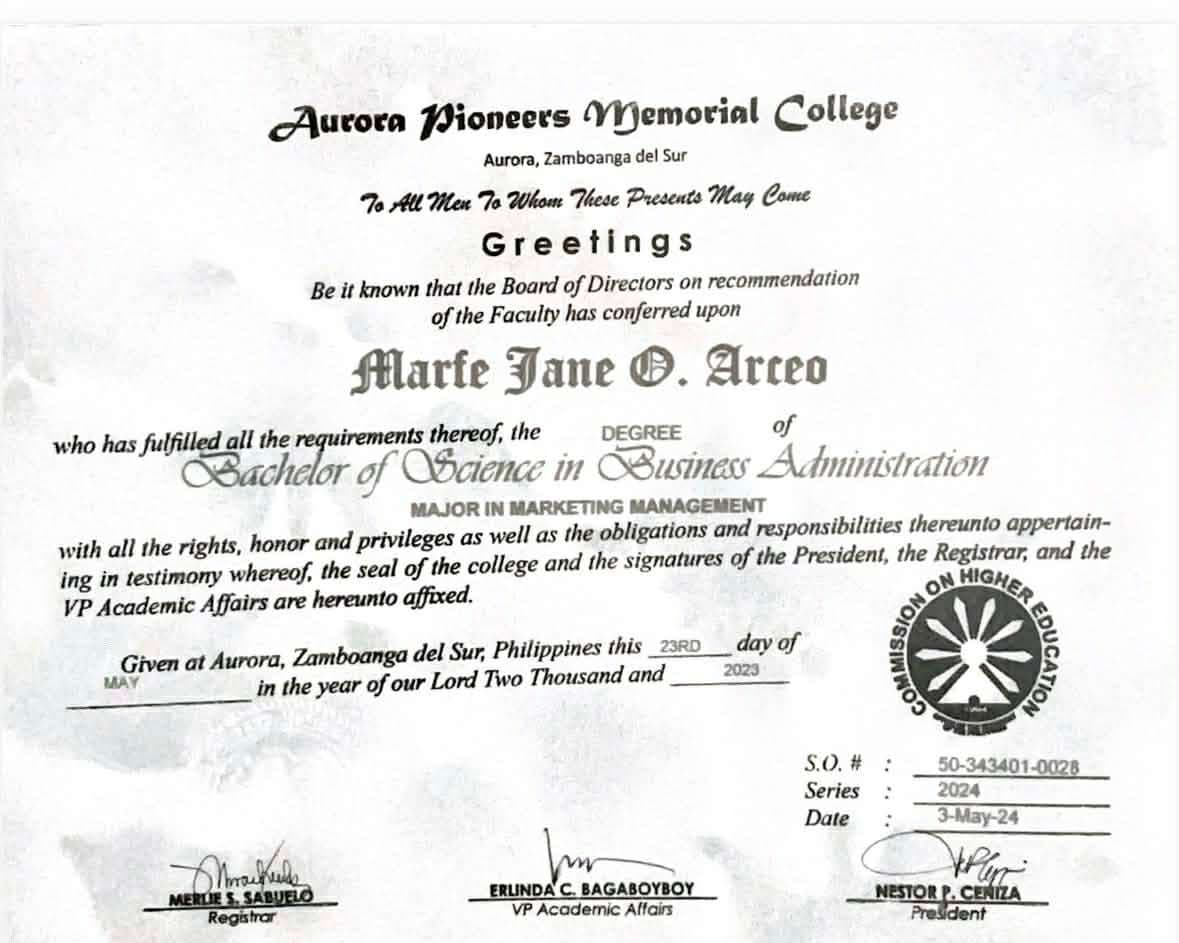 Aurora Pioneers Memorial College
Aurora, Zamboanga del Sur
To All Men To Whom These Presents May Come
Greetings
Be it known that the Board of Directors on recommendation
of the Faculty has conferred upon
Marfe Jane O. Arceo
who has fulfilled all the requirements thereof, the DEGREE of
Bachelor of Science in Business Administration
MAJOR IN MARKETING MANAGEMENT
with all the rights, honor and privileges as well as the obligations and responsibilities thereunto appertain-
ing in testimony whereof, the seal of the college and the signatures of the President, the Registrar, and the
VP Academic Affairs are hereunto affixed.
COMMISSION ON HIGHER EDUCATION
Given at Aurora, Zamboanga del Sur, Philippines this 23RD day of
MAY in the year of our Lord Two Thousand and 2023
S.O. # : 50-343401-0028
Series : 2024
Date : 3-May-24
MERLIE S. SABUELO
Registrar
ERLINDA C. BAGABOYBOY
VP Academic Affairs
NESTOR P. CENIZA
President